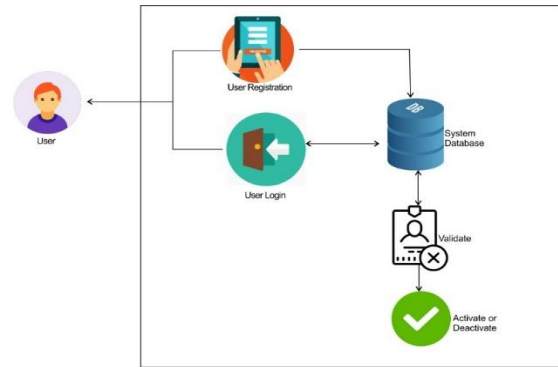 User Registration
DB
System
Database
User
User Login
Validate
Activate or
Deactivate